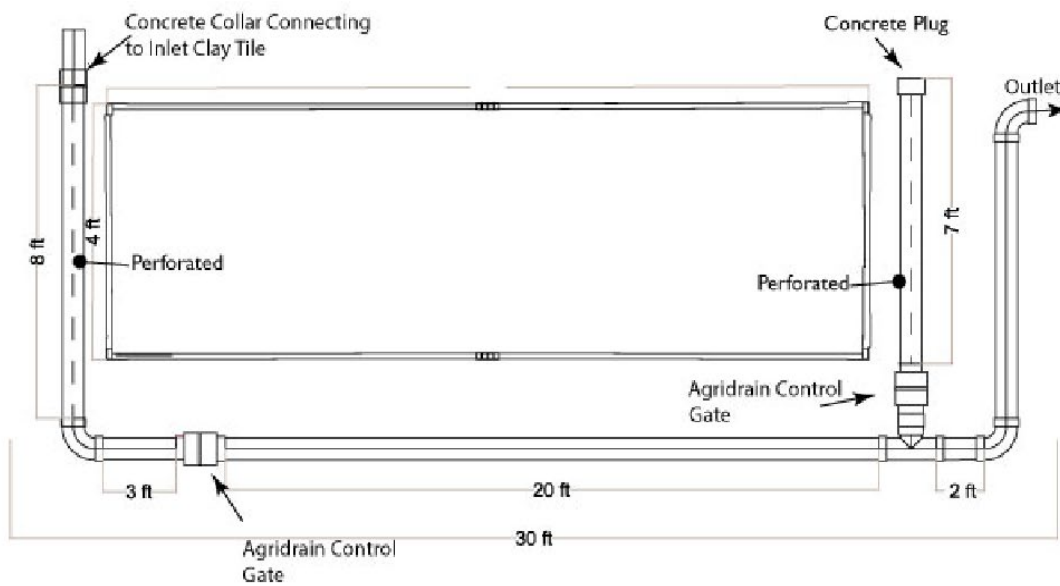 Concrete Collar Connecting
to Inlet Clay Tile
Concrete Plug
Outlet
8 ft
4 ft
7 ft
Perforated
Perforated
Agridrain Control
Gate
3 ft
20 ft
2 ft
30 ft
Agridrain Control
Gate